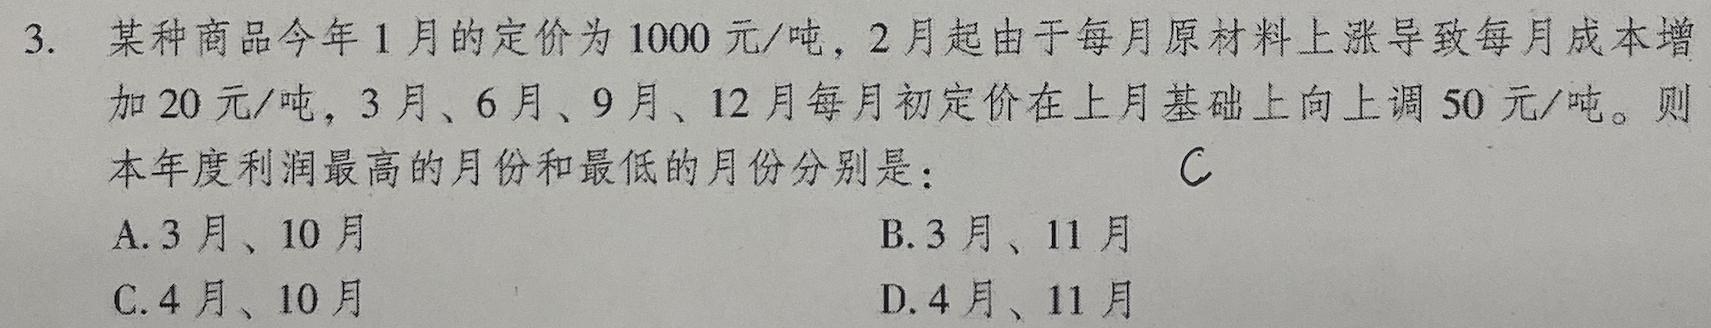 3. 某种商品今年 1 月的定价为 1000 元/吨，2 月起由于每月原材料上涨导致每月成本增
加 20 元/吨，3 月、6 月、9 月、12 月每月初定价在上月基础上向上调 50 元/吨。则
本年度利润最高的月份和最低的月份分别是： C
A. 3 月、10 月 B. 3 月、11 月
C. 4 月、10 月 D. 4 月、11 月